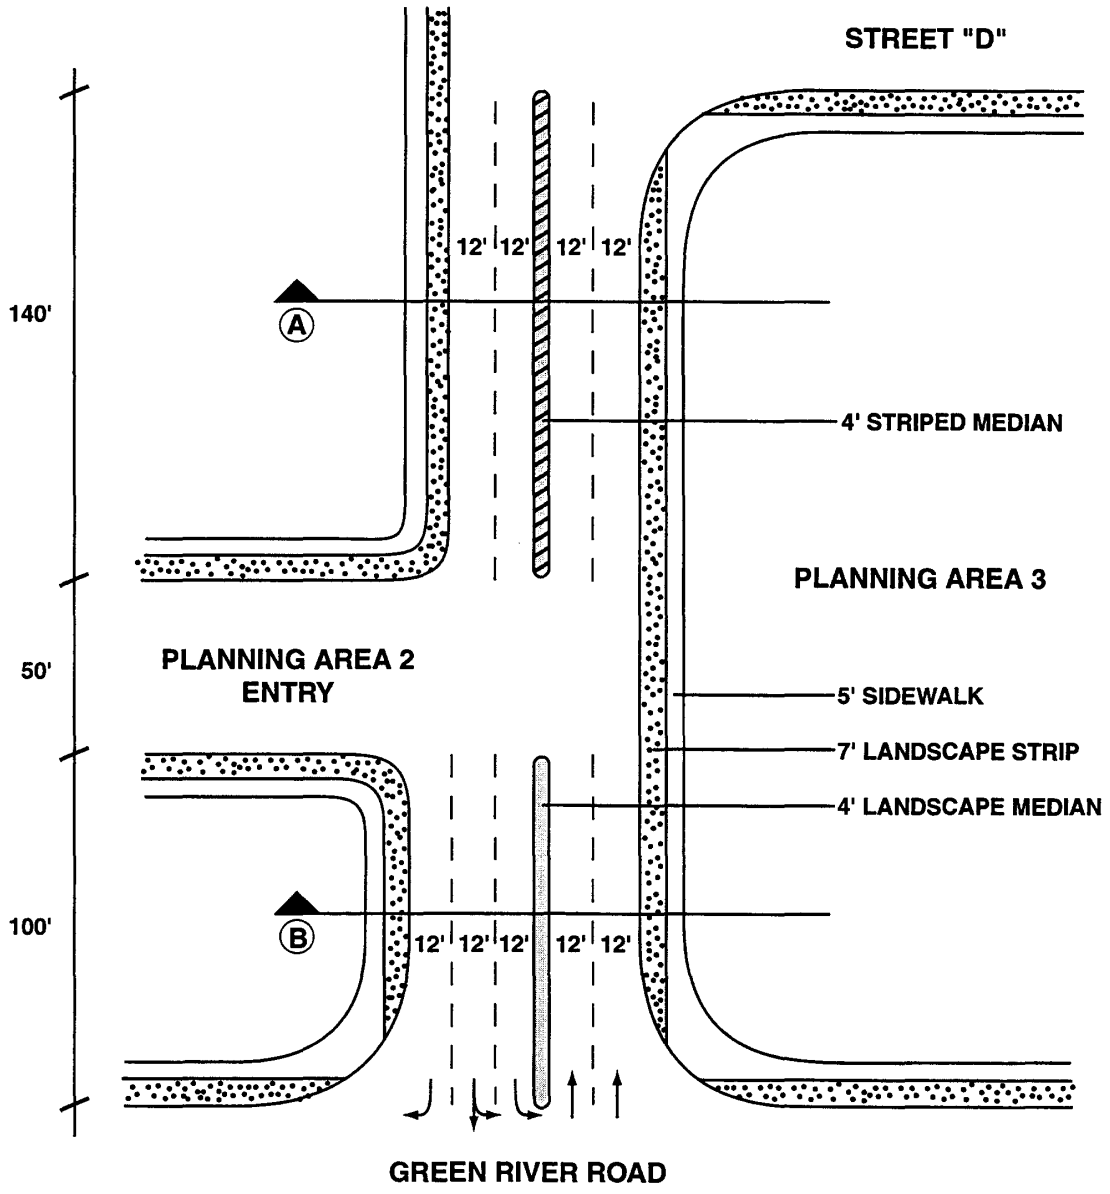 STREET "D"
12' 12' 12' 12'
140'
A
4' STRIPED MEDIAN
PLANNING AREA 3
50'
PLANNING AREA 2
ENTRY
5' SIDEWALK
7' LANDSCAPE STRIP
4' LANDSCAPE MEDIAN
100'
B
12' 12' 12' 12' 12'
GREEN RIVER ROAD